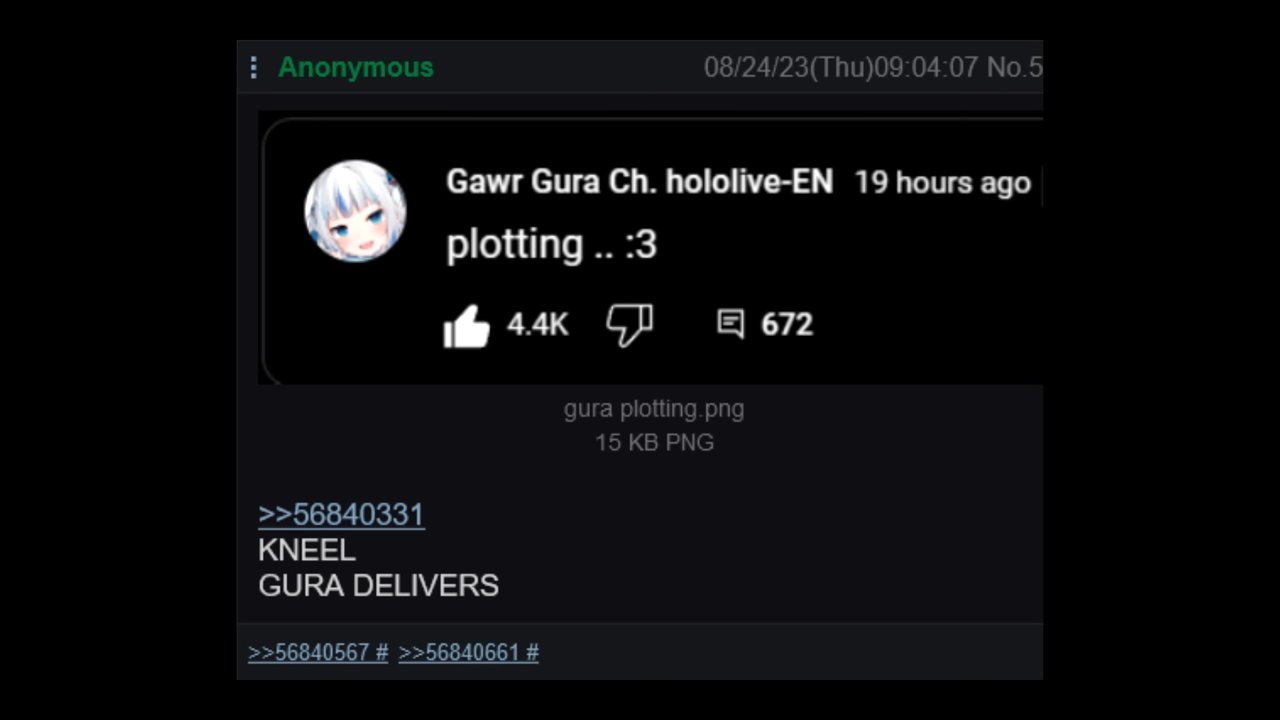 Anonymous 08/24/23(Thu)09:04:07 No.5
Gawr Gura Ch. hololive-EN 19 hours ago
plotting .. :3
4.4K 672
gura plotting.png
15 KB PNG
>>56840331
KNEEL
GURA DELIVERS
>>56840567 # >>56840661 #